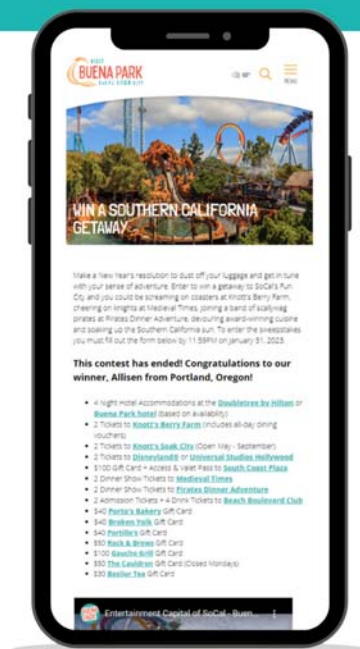 VISIT
BUENA PARK
MENU
WIN A SOUTHERN CALIFORNIA
GETAWAY
Make a New Year's resolution to dust off your luggage and get in tune
with your sense of adventure. Enter to win a getaway to SoCal's Fun
City and you could be screaming on coasters at Knott's Berry Farm,
cheering on knights at Medieval Times, joining a band of scallywag
pirates at Pirates Dinner Adventure, devouring award-winning cuisine
and soaking up the Southern California sun. To enter the sweepstakes
you must fill out the form below by 11:59PM on January 31, 2023.
This contest has ended! Congratulations to our
winner, Allisen from Portland, Oregon!
• 4 Night Hotel Accommodations at the Doubletree by Hilton or
Buena Park hotel (based on availability)
• 2 Tickets to Knott's Berry Farm (includes all-day dining
vouchers)
• 2 Tickets to Knott's Soak City (Open May - September)
• 2 Tickets to Disneyland® or Universal Studios Hollywood
• $100 Gift Card + Access & Valet Pass to South Coast Plaza
• 2 Dinner Show Tickets to Medieval Times
• 2 Dinner Show Tickets to Pirates Dinner Adventure
• 2 Admission Tickets + 4 Drink Tickets to Beach Boulevard Club
• $40 Porto's Bakery Gift Card
• $40 Broken Yolk Gift Card
• $40 Portillo's Gift Card
• $50 Rock & Brews Gift Card
• $100 Gaucho Grill Gift Card
• $50 The Cauldron Gift Card (Closed Mondays)
• $30 Basilur Tea Gift Card
Entertainment Capital of SoCal - Buen...